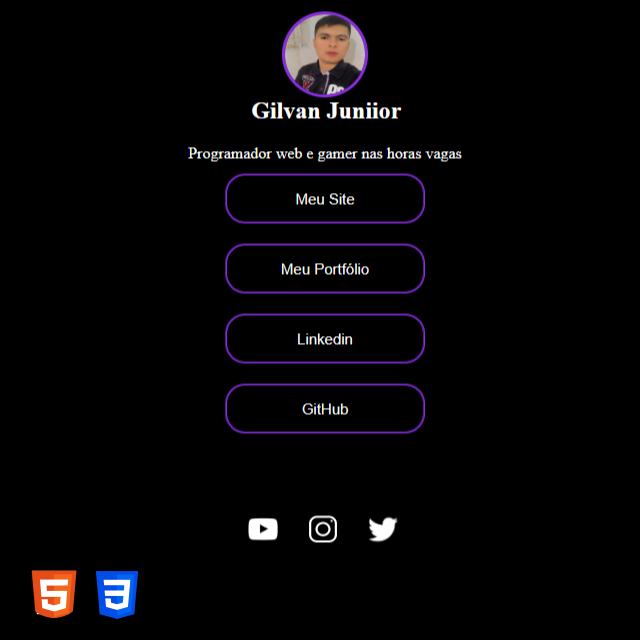 Gilvan Juniior
Programador web e gamer nas horas vagas
Meu Site
Meu Portfólio
Linkedin
GitHub
5
3